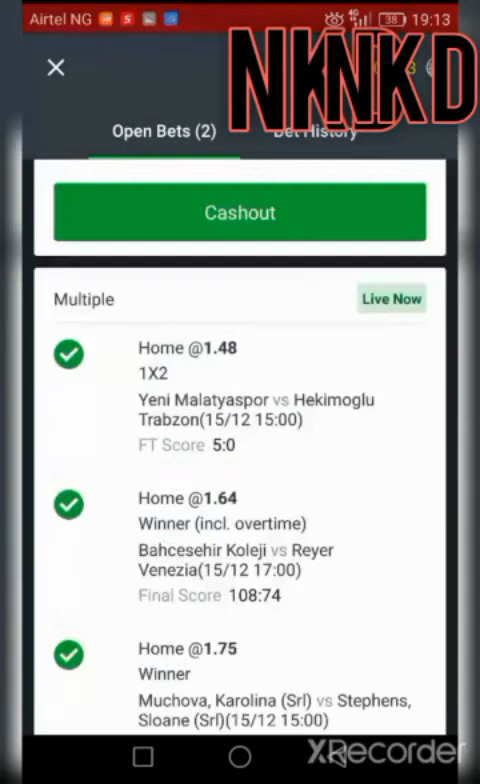 Airtel NG
38
19:13
NKNKD
Open Bets (2)
Bet History
Cashout
Multiple
Live Now
Home @1.48
1X2
Yeni Malatyaspor vs Hekimoglu
Trabzon(15/12 15:00)
FT Score 5:0
Home @1.64
Winner (incl. overtime)
Bahcesehir Koleji vs Reyer
Venezia(15/12 17:00)
Final Score 108:74
Home @1.75
Winner
Muchova, Karolina (Srl) vs Stephens,
Sloane (Srl)(15/12 15:00)
XRecorder